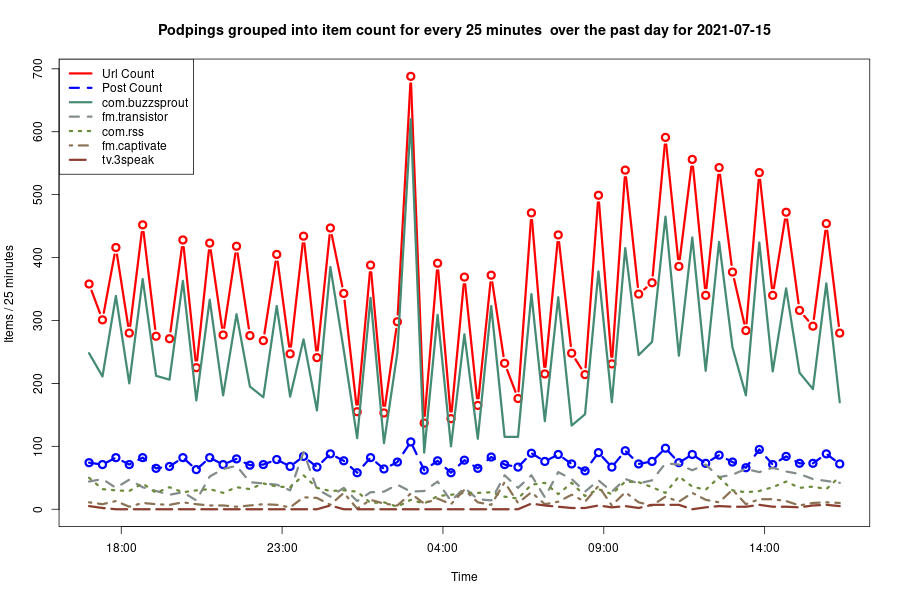 Podpings grouped into item count for every 25 minutes  over the past day for 2021-07-15
Url Count
Post Count
com.buzzsprout
fm.transistor
com.rss
fm.captivate
tv.3speak
Items / 25 minutes
700
600
500
400
300
200
100
0
18:00 23:00 04:00 09:00 14:00
Time